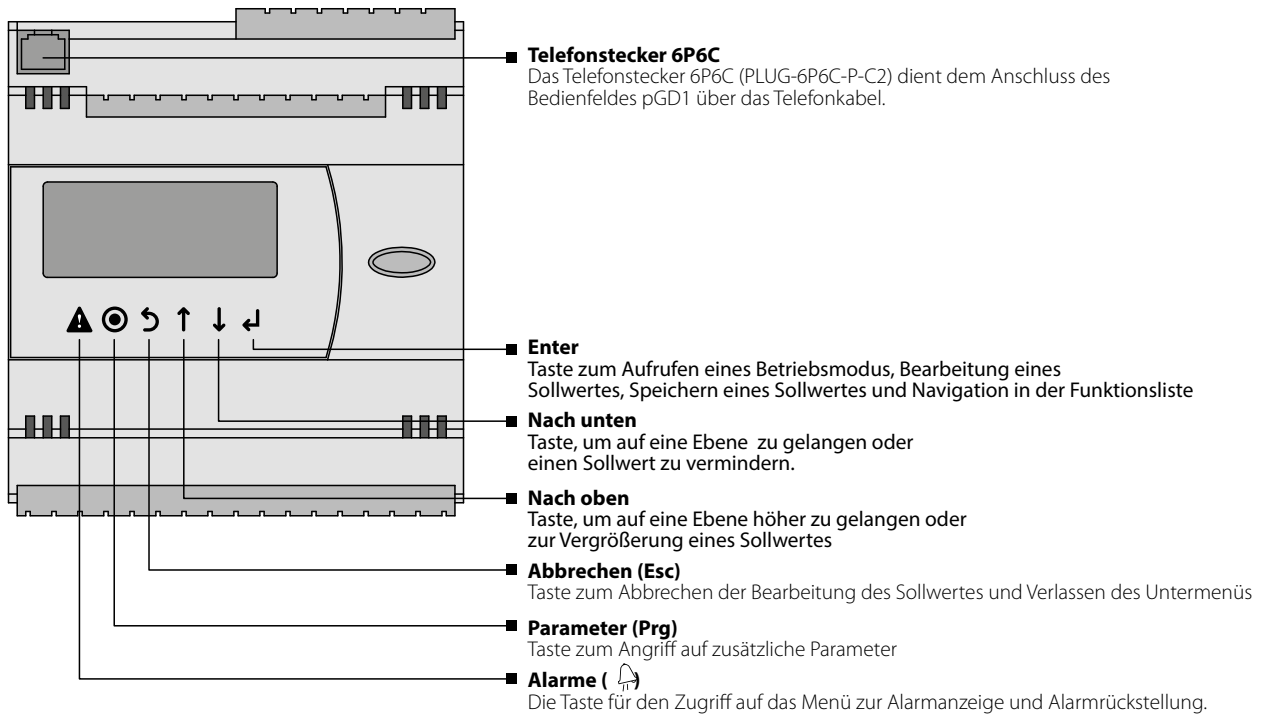 Telefonstecker 6P6C
Das Telefonstecker 6P6C (PLUG-6P6C-P-C2) dient dem Anschluss des
Bedienfeldes pGD1 über das Telefonkabel.
Enter
Taste zum Aufrufen eines Betriebsmodus, Bearbeitung eines
Sollwertes, Speichern eines Sollwertes und Navigation in der Funktionsliste
Nach unten
Taste, um auf eine Ebene zu gelangen oder
einen Sollwert zu vermindern.
Nach oben
Taste, um auf eine Ebene höher zu gelangen oder
zur Vergrößerung eines Sollwertes
Abbrechen (Esc)
Taste zum Abbrechen der Bearbeitung des Sollwertes und Verlassen des Untermenüs
Parameter (Prg)
Taste zum Angriff auf zusätzliche Parameter
Alarme ( )
Die Taste für den Zugriff auf das Menü zur Alarmanzeige und Alarmrückstellung.